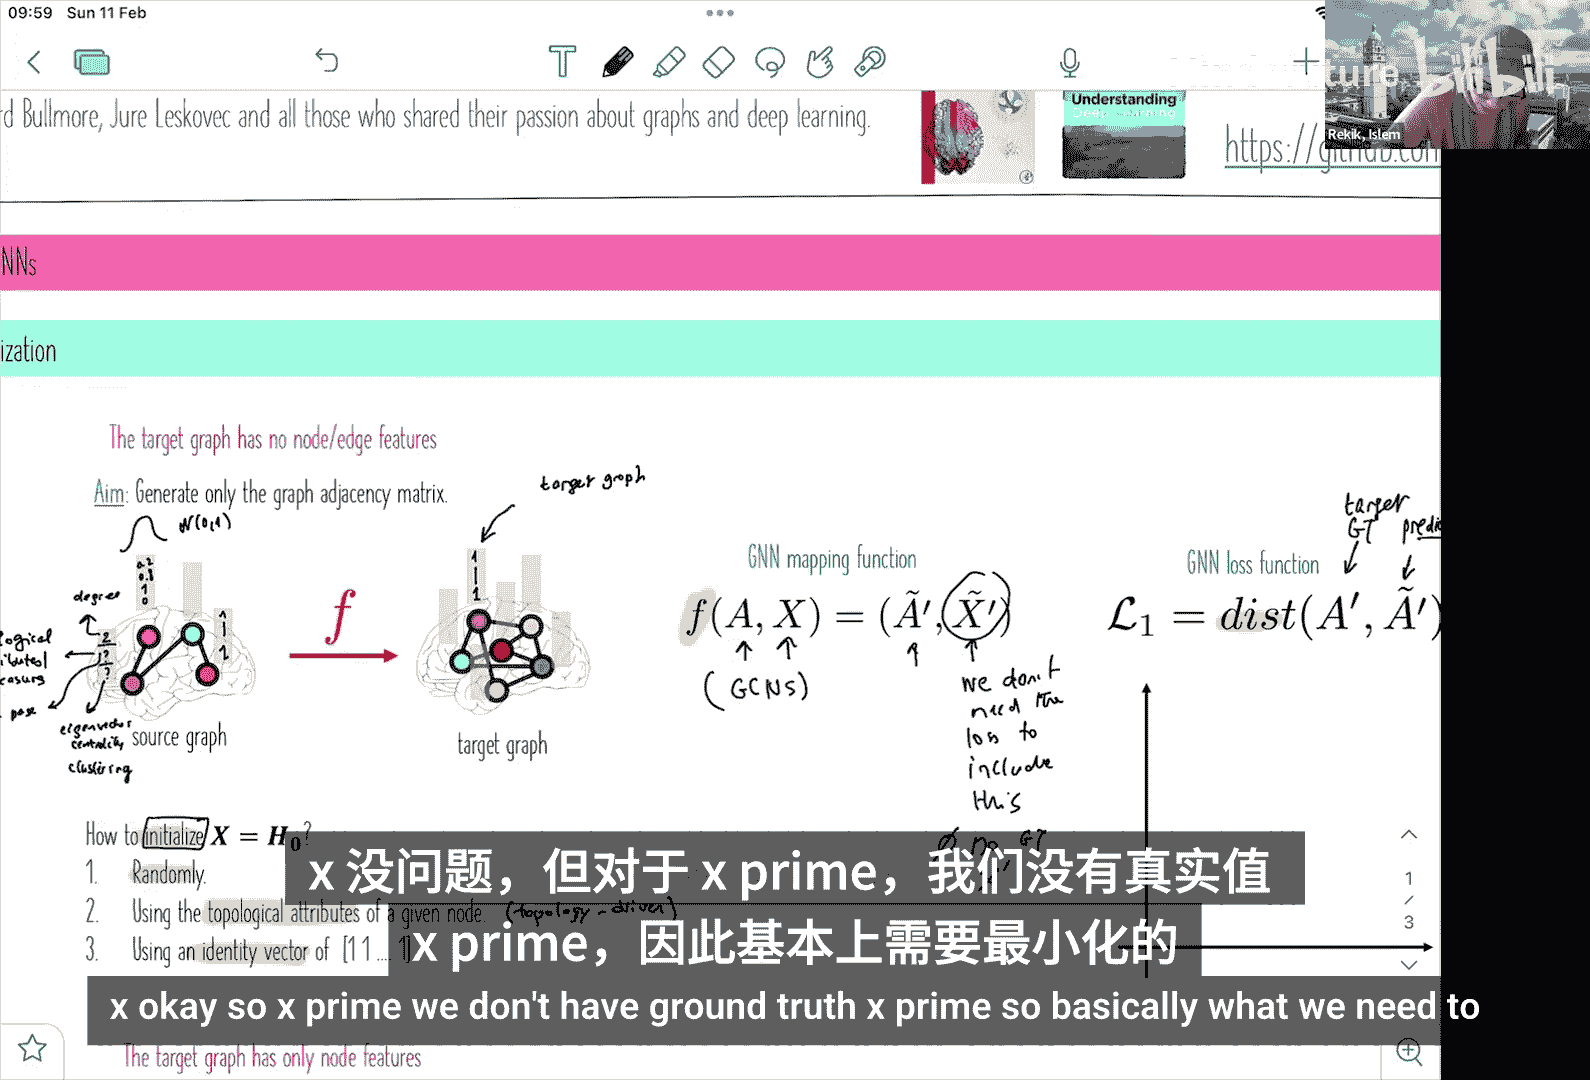 09:59 Sun 11 Feb
rd Bullmore, Jure Leskovec and all those who shared their passion about graphs and deep learning.
Understanding
Deep Learning
ture bilibili
Rekik, Islem
https://github.com
NNs
ization
The target graph has no node/edge features
Aim: Generate only the graph adjacency matrix.
N(0,1)
target graph
target
GT
GNN mapping function
GNN loss function
f(A, X) = (Ã′, X̃′)
L₁ = dist(A′, Ã′)
f
degree
(GCNs)
we don't
need the
loss to
include
this
eigenvector
centrality
clustering
source graph
target graph
How to initialize X = H₀?
1. Randomly.
2. Using the topological attributes of a given node.
3. Using an identity vector of [1 1 .... 1]
x 没问题，但对于 x prime，我们没有真实值
x prime，因此基本上需要最小化的
x okay so x prime we don't have ground truth x prime so basically what we need to
1
/
3
The target graph has only node features